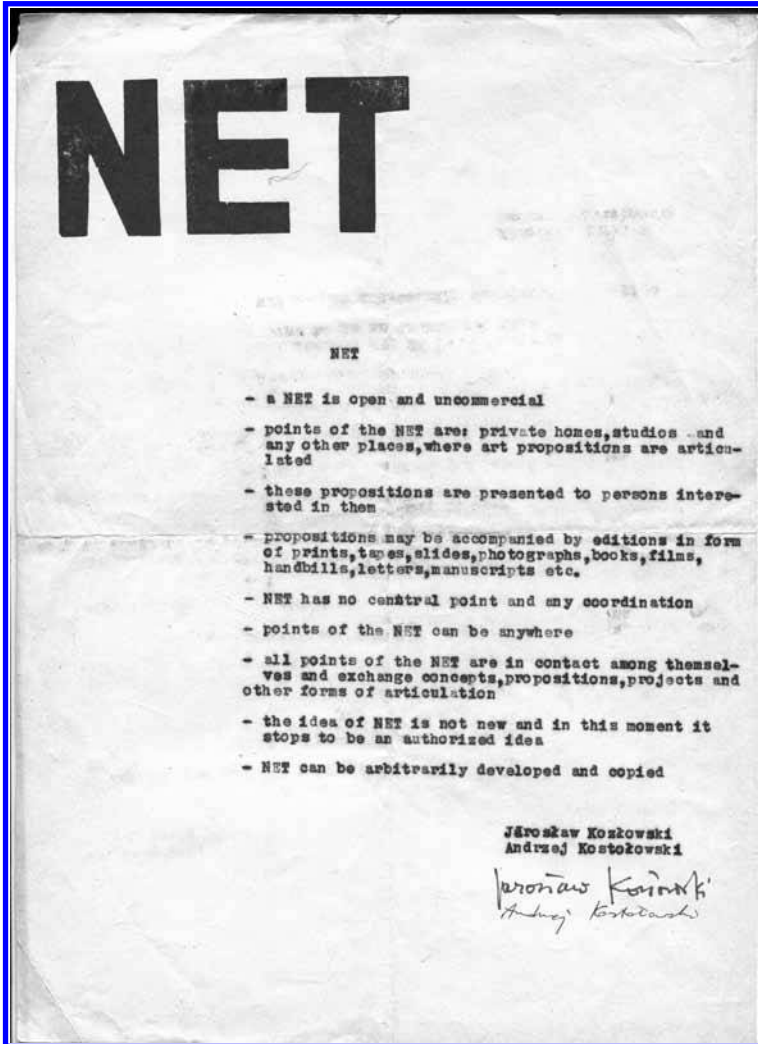 NET
NET
- a NET is open and uncommercial
- points of the NET are: private homes,studios and
any other places,where art propositions are articu-
lated
- these propositions are presented to persons intere-
sted in them
- propositions may be accompanied by editions in form
of prints,tapes,slides,photographs,books,films,
handbills,letters,manuscripts etc.
- NET has no central point and any coordination
- points of the NET can be anywhere
- all points of the NET are in contact among themsel-
ves and exchange concepts,propositions,projects and
other forms of articulation
- the idea of NET is not new and in this moment it
stops to be an authorized idea
- NET can be arbitrarily developed and copied
Jarosław Kozłowski
Andrzej Kostołowski
Jarosław Kozłowski
Andrzej Kostołowski